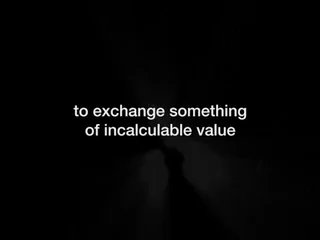 to exchange something
of incalculable value